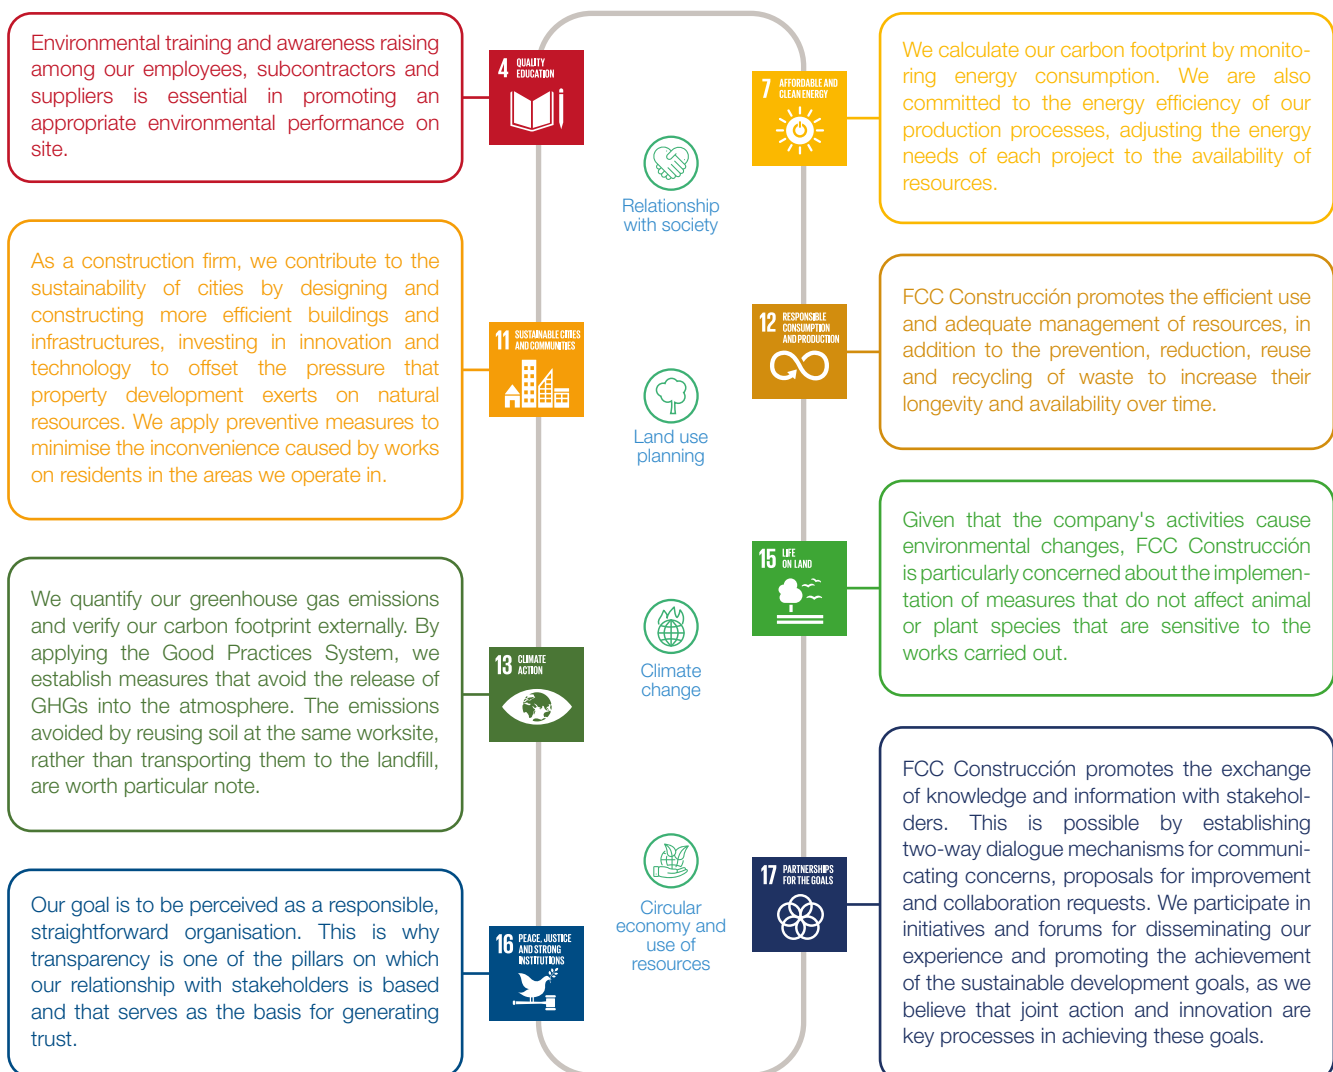 Environmental training and awareness raising
among our employees, subcontractors and
suppliers is essential in promoting an
appropriate environmental performance on
site.
4 QUALITY
EDUCATION
As a construction firm, we contribute to the
sustainability of cities by designing and
constructing more efficient buildings and
infrastructures, investing in innovation and
technology to offset the pressure that
property development exerts on natural
resources. We apply preventive measures to
minimise the inconvenience caused by works
on residents in the areas we operate in.
11 SUSTAINABLE CITIES
AND COMMUNITIES
We quantify our greenhouse gas emissions
and verify our carbon footprint externally. By
applying the Good Practices System, we
establish measures that avoid the release of
GHGs into the atmosphere. The emissions
avoided by reusing soil at the same worksite,
rather than transporting them to the landfill,
are worth particular note.
13 CLIMATE
ACTION
Our goal is to be perceived as a responsible,
straightforward organisation. This is why
transparency is one of the pillars on which
our relationship with stakeholders is based
and that serves as the basis for generating
trust.
16 PEACE, JUSTICE
AND STRONG
INSTITUTIONS
Relationship
with society
Land use
planning
Climate
change
Circular
economy and
use of
resources
7 AFFORDABLE AND
CLEAN ENERGY
We calculate our carbon footprint by monito-
ring energy consumption. We are also
committed to the energy efficiency of our
production processes, adjusting the energy
needs of each project to the availability of
resources.
12 RESPONSIBLE
CONSUMPTION
AND PRODUCTION
FCC Construcción promotes the efficient use
and adequate management of resources, in
addition to the prevention, reduction, reuse
and recycling of waste to increase their
longevity and availability over time.
15 LIFE
ON LAND
Given that the company's activities cause
environmental changes, FCC Construcción
is particularly concerned about the implemen-
tation of measures that do not affect animal
or plant species that are sensitive to the
works carried out.
17 PARTNERSHIPS
FOR THE GOALS
FCC Construcción promotes the exchange
of knowledge and information with stakehol-
ders. This is possible by establishing
two-way dialogue mechanisms for communi-
cating concerns, proposals for improvement
and collaboration requests. We participate in
initiatives and forums for disseminating our
experience and promoting the achievement
of the sustainable development goals, as we
believe that joint action and innovation are
key processes in achieving these goals.